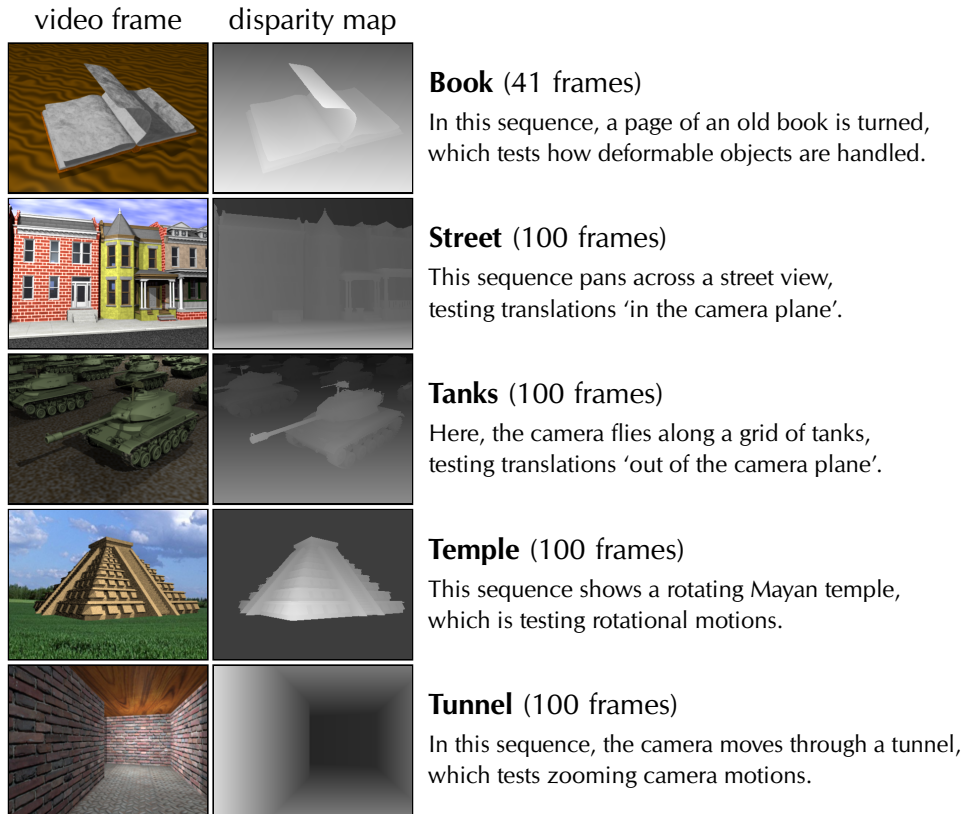 video frame disparity map
Book (41 frames)
In this sequence, a page of an old book is turned,
which tests how deformable objects are handled.
Street (100 frames)
This sequence pans across a street view,
testing translations ‘in the camera plane’.
Tanks (100 frames)
Here, the camera flies along a grid of tanks,
testing translations ‘out of the camera plane’.
Temple (100 frames)
This sequence shows a rotating Mayan temple,
which is testing rotational motions.
Tunnel (100 frames)
In this sequence, the camera moves through a tunnel,
which tests zooming camera motions.